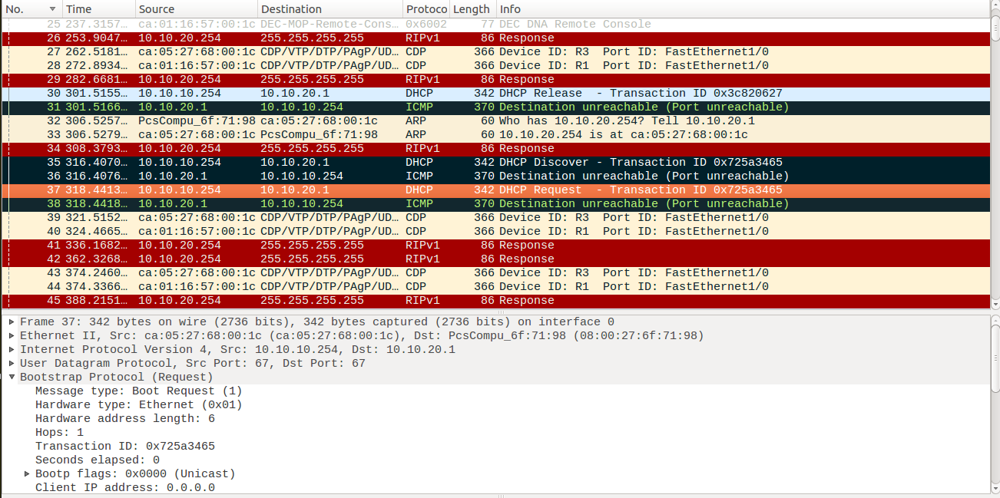 No. Time Source Destination Protoco Length Info
25 237.3157… ca:01:16:57:00:1c DEC-MOP-Remote-Cons… 0x6002 77 DEC DNA Remote Console
26 253.9047… 10.10.10.254 255.255.255.255 RIPv1 86 Response
27 262.5181… ca:05:27:68:00:1c CDP/VTP/DTP/PAgP/UD… CDP 366 Device ID: R3 Port ID: FastEthernet1/0
28 272.8934… ca:01:16:57:00:1c CDP/VTP/DTP/PAgP/UD… CDP 366 Device ID: R1 Port ID: FastEthernet1/0
29 282.6681… 10.10.20.254 255.255.255.255 RIPv1 86 Response
30 301.5155… 10.10.10.254 10.10.20.1 DHCP 342 DHCP Release - Transaction ID 0x3c820627
31 301.5166… 10.10.20.1 10.10.10.254 ICMP 370 Destination unreachable (Port unreachable)
32 306.5257… PcsCompu_6f:71:98 ca:05:27:68:00:1c ARP 60 Who has 10.10.20.254? Tell 10.10.20.1
33 306.5279… ca:05:27:68:00:1c PcsCompu_6f:71:98 ARP 60 10.10.20.254 is at ca:05:27:68:00:1c
34 308.3793… 10.10.20.254 255.255.255.255 RIPv1 86 Response
35 316.4070… 10.10.10.254 10.10.20.1 DHCP 342 DHCP Discover - Transaction ID 0x725a3465
36 316.4076… 10.10.20.1 10.10.10.254 ICMP 370 Destination unreachable (Port unreachable)
37 318.4413… 10.10.10.254 10.10.20.1 DHCP 342 DHCP Request - Transaction ID 0x725a3465
38 318.4418… 10.10.20.1 10.10.10.254 ICMP 370 Destination unreachable (Port unreachable)
39 321.5152… ca:05:27:68:00:1c CDP/VTP/DTP/PAgP/UD… CDP 366 Device ID: R3 Port ID: FastEthernet1/0
40 324.4665… ca:01:16:57:00:1c CDP/VTP/DTP/PAgP/UD… CDP 366 Device ID: R1 Port ID: FastEthernet1/0
41 336.1682… 10.10.20.254 255.255.255.255 RIPv1 86 Response
42 362.3268… 10.10.20.254 255.255.255.255 RIPv1 86 Response
43 374.2460… ca:05:27:68:00:1c CDP/VTP/DTP/PAgP/UD… CDP 366 Device ID: R3 Port ID: FastEthernet1/0
44 374.3366… ca:01:16:57:00:1c CDP/VTP/DTP/PAgP/UD… CDP 366 Device ID: R1 Port ID: FastEthernet1/0
45 388.2151… 10.10.20.254 255.255.255.255 RIPv1 86 Response
Frame 37: 342 bytes on wire (2736 bits), 342 bytes captured (2736 bits) on interface 0
Ethernet II, Src: ca:05:27:68:00:1c (ca:05:27:68:00:1c), Dst: PcsCompu_6f:71:98 (08:00:27:6f:71:98)
Internet Protocol Version 4, Src: 10.10.10.254, Dst: 10.10.20.1
User Datagram Protocol, Src Port: 67, Dst Port: 67
Bootstrap Protocol (Request)
Message type: Boot Request (1)
Hardware type: Ethernet (0x01)
Hardware address length: 6
Hops: 1
Transaction ID: 0x725a3465
Seconds elapsed: 0
Bootp flags: 0x0000 (Unicast)
Client IP address: 0.0.0.0